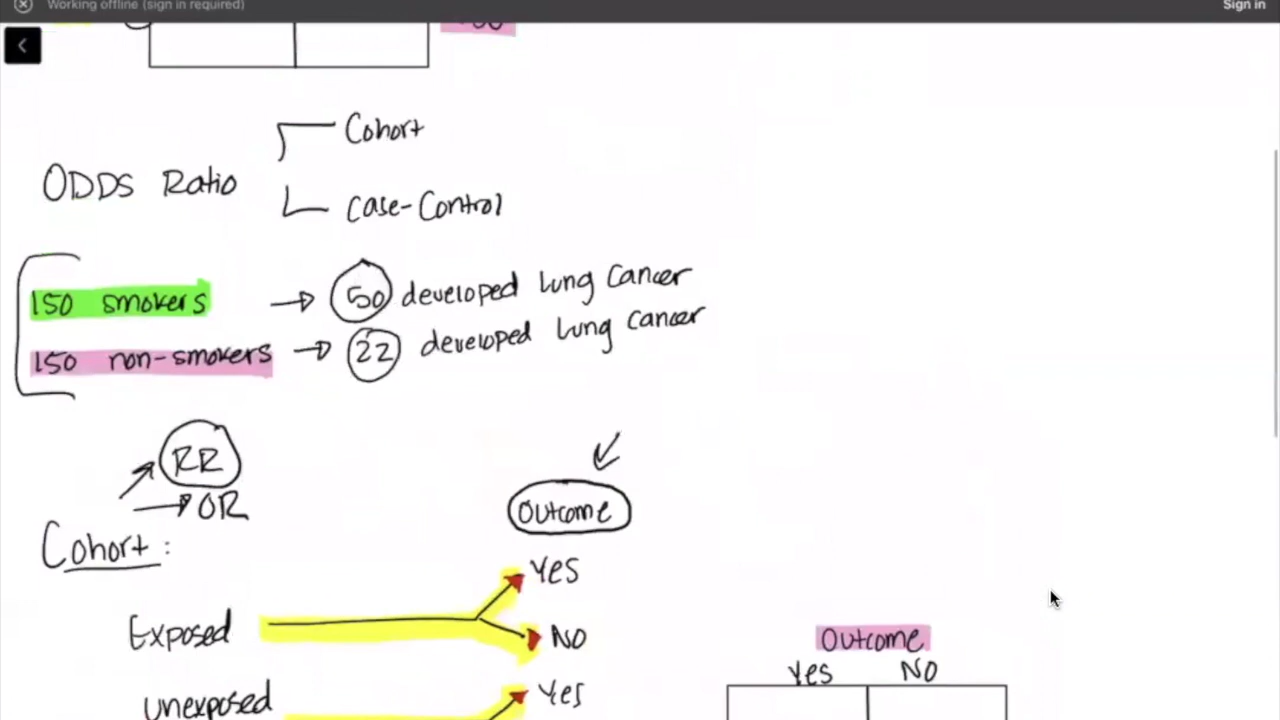 Working offline (sign in required)
Sign in
ODDS Ratio
Cohort
Case-Control
150 smokers → 50 developed lung cancer
150 non-smokers → 22 developed lung cancer
RR
OR
Cohort:
Outcome
Exposed
Yes
NO
unexposed
Yes
Outcome
Yes NO